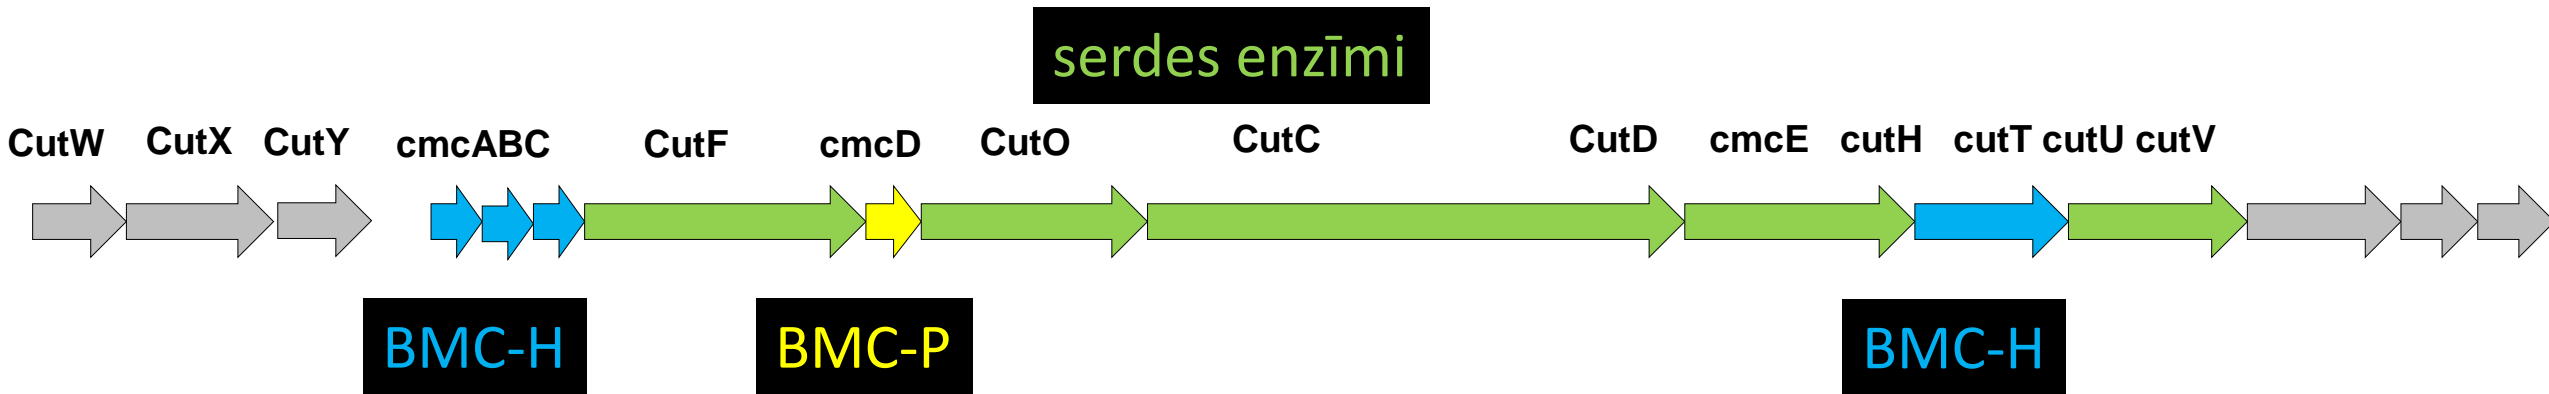 serdes enzīmi
CutW CutX CutY cmcABC CutF cmcD CutO CutC CutD cmcE cutH cutT cutU cutV
BMC-H BMC-P BMC-H